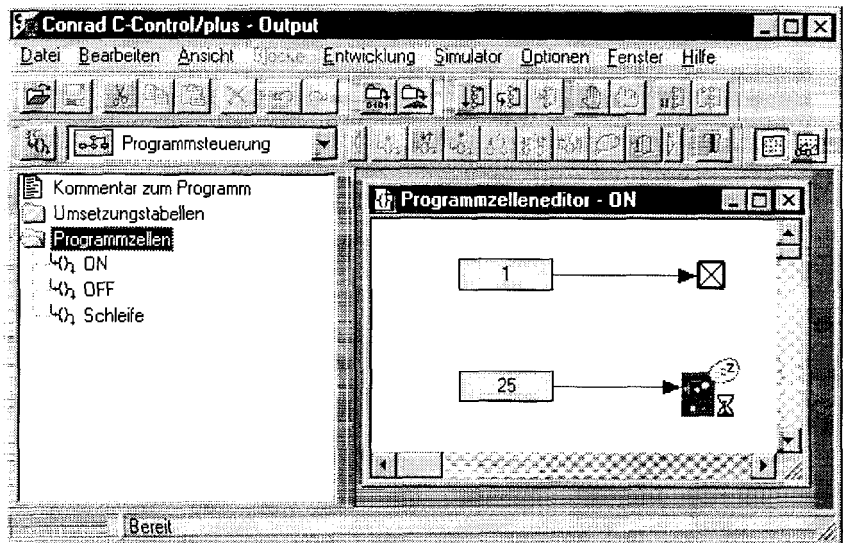 Conrad C-Control/plus - Output
Datei Bearbeiten Ansicht Blöcke Entwicklung Simulator Optionen Fenster Hilfe
Programmsteuerung
Kommentar zum Programm
Umsetzungstabellen
Programmzellen
ON
OFF
Schleife
Programmzelleneditor - ON
1
25
Bereit